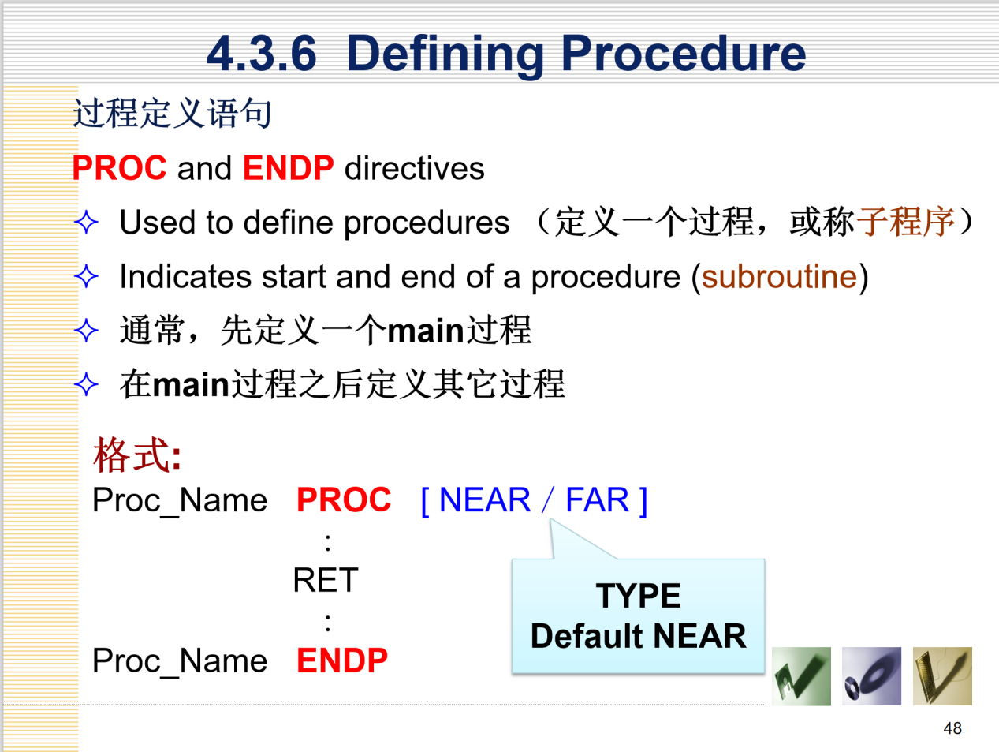 4.3.6  Defining Procedure
过程定义语句
PROC and ENDP directives
✧ Used to define procedures （定义一个过程，或称子程序）
✧ Indicates start and end of a procedure (subroutine)
✧ 通常，先定义一个main过程
✧ 在main过程之后定义其它过程
格式:
Proc_Name PROC [ NEAR / FAR ]
:
RET
:
Proc_Name ENDP
TYPE
Default NEAR
48